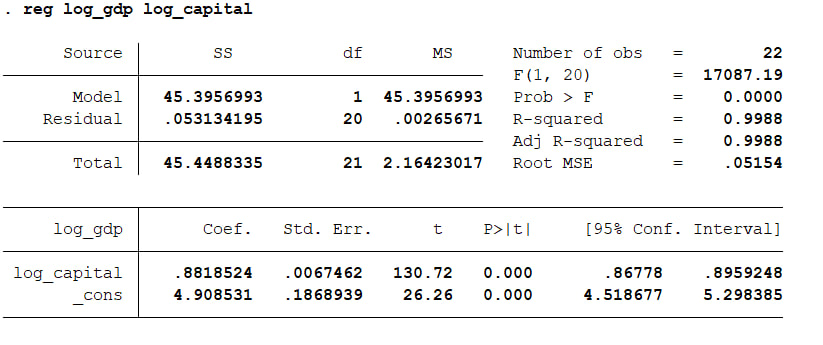 . reg log_gdp log_capital
Source SS df MS Number of obs = 22
F(1, 20) = 17087.19
Model 45.3956993 1 45.3956993 Prob > F = 0.0000
Residual .053134195 20 .00265671 R-squared = 0.9988
Adj R-squared = 0.9988
Total 45.4488335 21 2.16423017 Root MSE = .05154
log_gdp Coef. Std. Err. t P>|t| [95% Conf. Interval]
log_capital .8818524 .0067462 130.72 0.000 .86778 .8959248
_cons 4.908531 .1868939 26.26 0.000 4.518677 5.298385